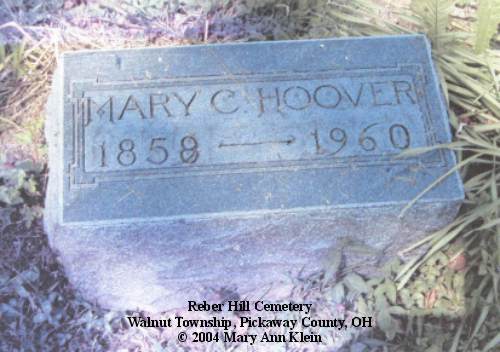 MARY C. HOOVER
1858 — 1960
Reber Hill Cemetery
Walnut Township, Pickaway County, OH
© 2004 Mary Ann Klein